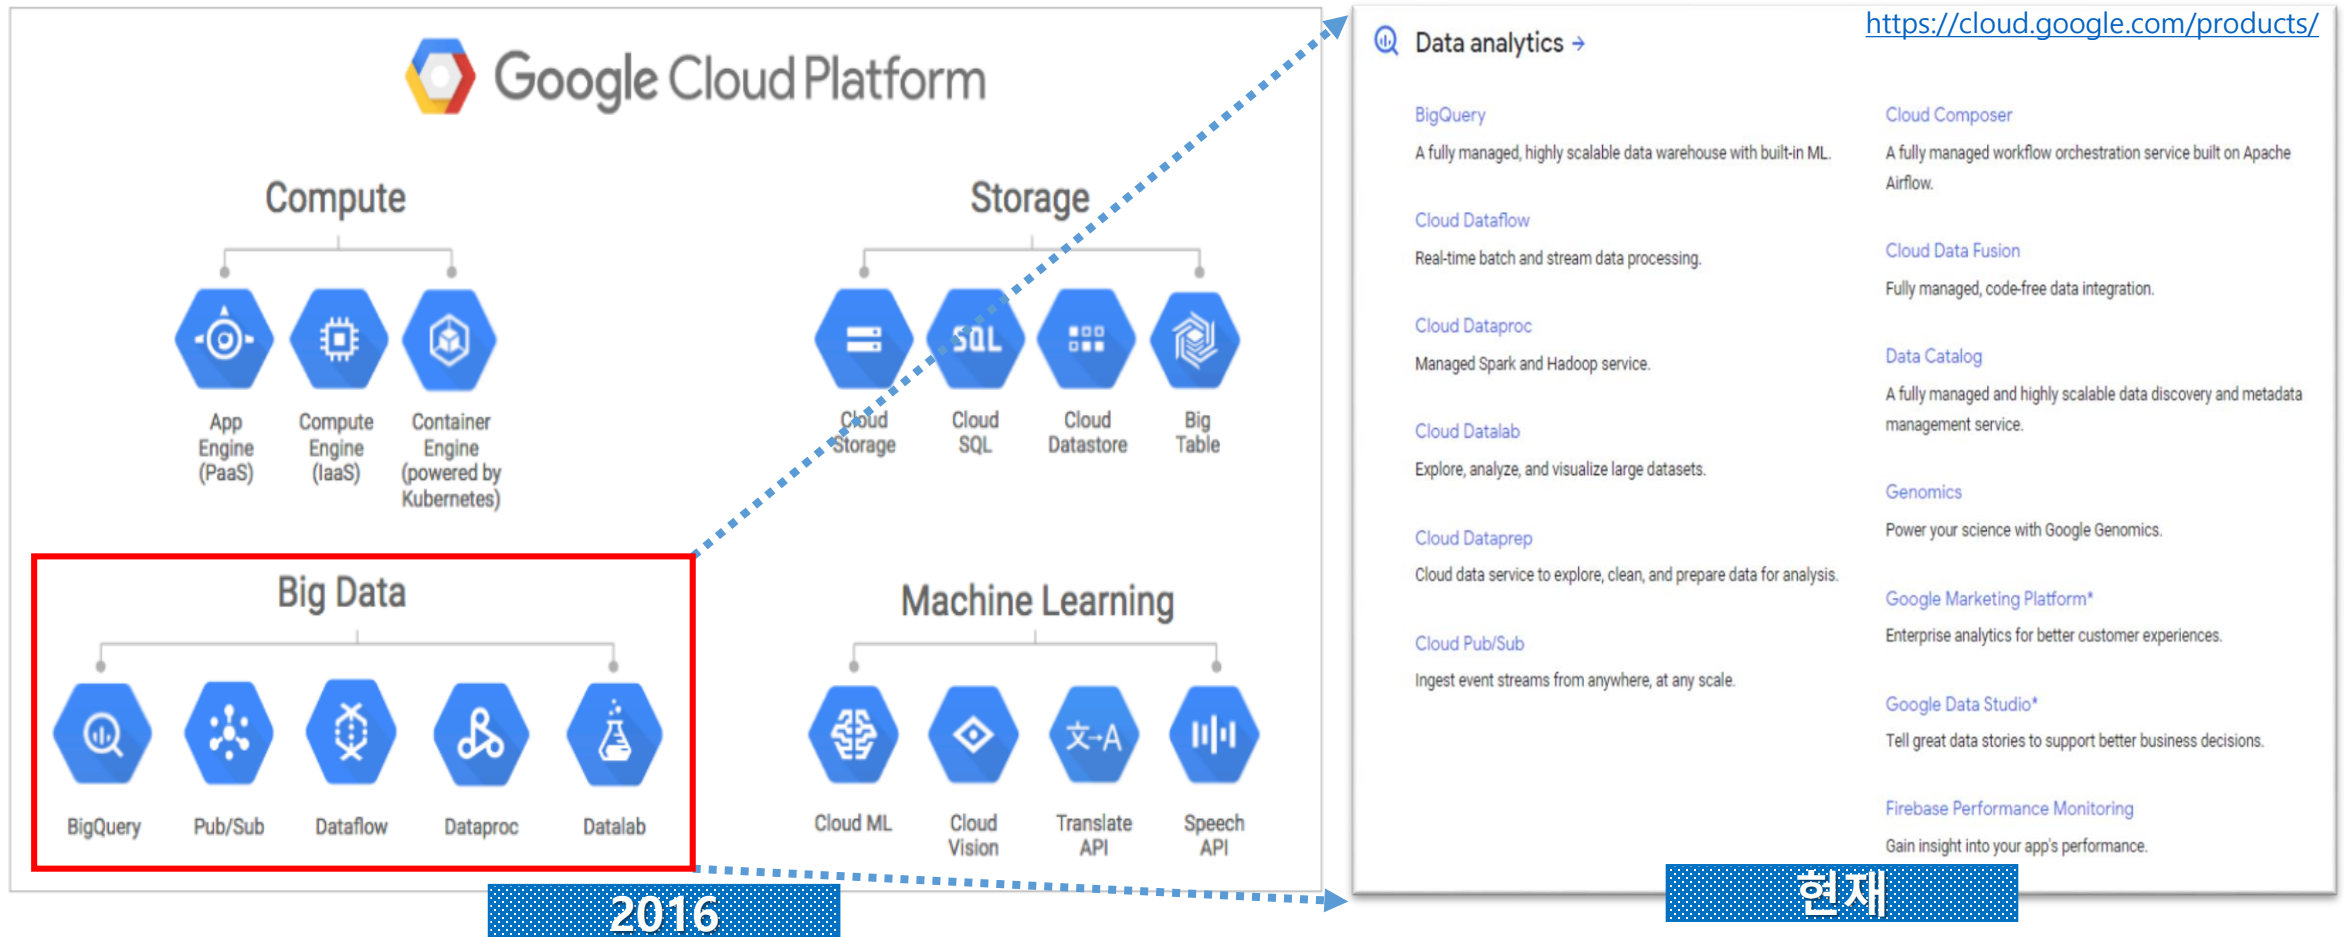 Google Cloud Platform
Compute
App
Engine
(PaaS)
Compute
Engine
(IaaS)
Container
Engine
(powered by
Kubernetes)
Storage
Cloud
Storage
SQL
Cloud
SQL
Cloud
Datastore
Big
Table
Big Data
BigQuery
Pub/Sub
Dataflow
Dataproc
Datalab
Machine Learning
Cloud ML
Cloud
Vision
文→A
Translate
API
Speech
API
2016
https://cloud.google.com/products/
Data analytics →
BigQuery
A fully managed, highly scalable data warehouse with built-in ML.
Cloud Dataflow
Real-time batch and stream data processing.
Cloud Dataproc
Managed Spark and Hadoop service.
Cloud Datalab
Explore, analyze, and visualize large datasets.
Cloud Dataprep
Cloud data service to explore, clean, and prepare data for analysis.
Cloud Pub/Sub
Ingest event streams from anywhere, at any scale.
Cloud Composer
A fully managed workflow orchestration service built on Apache
Airflow.
Cloud Data Fusion
Fully managed, code-free data integration.
Data Catalog
A fully managed and highly scalable data discovery and metadata
management service.
Genomics
Power your science with Google Genomics.
Google Marketing Platform*
Enterprise analytics for better customer experiences.
Google Data Studio*
Tell great data stories to support better business decisions.
Firebase Performance Monitoring
Gain insight into your app's performance.
현재